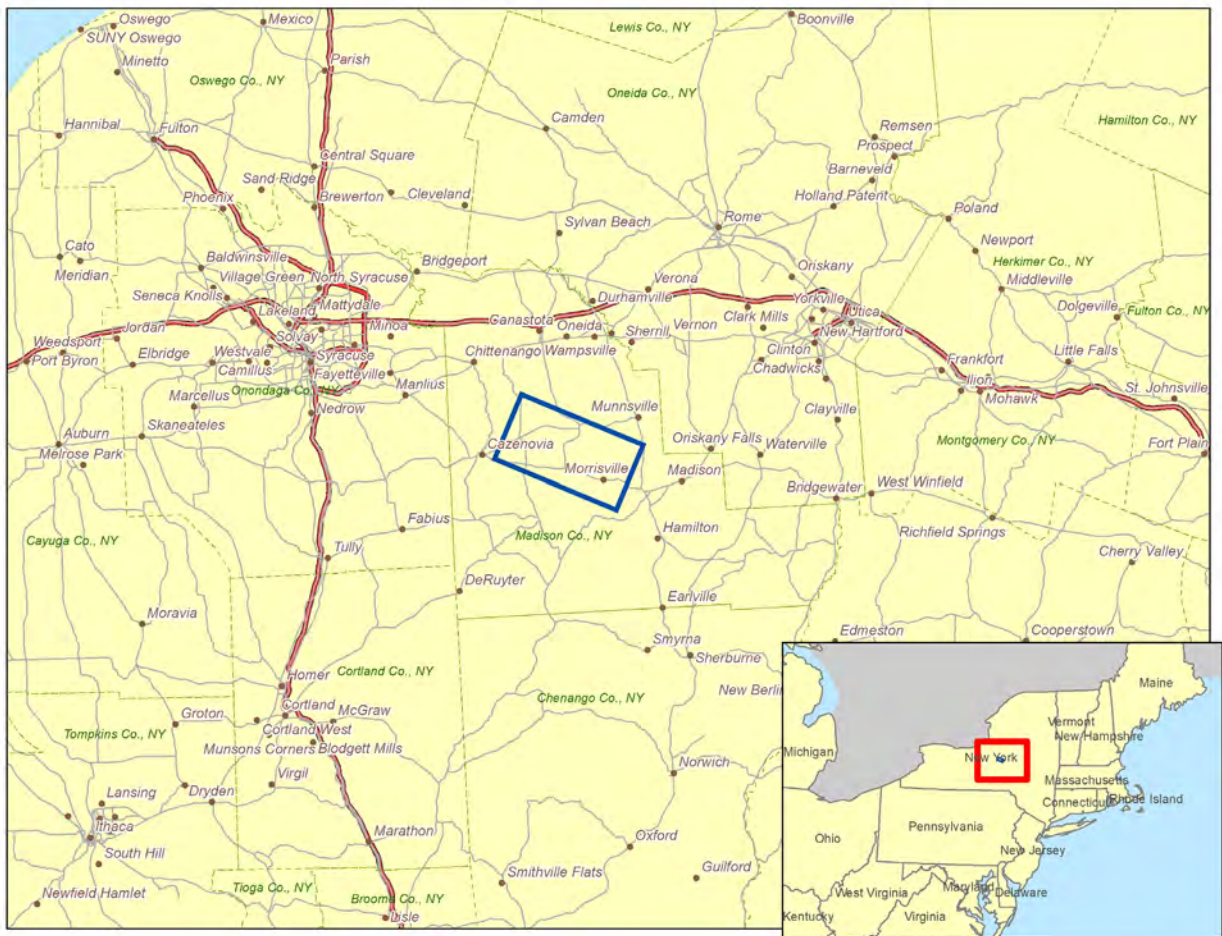 Oswego
Mexico
Boonville
Lewis Co., NY
SUNY Oswego
Minetto
Parish
Oswego Co., NY
Oneida Co., NY
Hannibal
Fulton
Camden
Remsen
Hamilton Co., NY
Prospect
Central Square
Barneveld
Sand Ridge
Phoenix
Brewerton
Cleveland
Holland Patent
Sylvan Beach
Rome
Poland
Cato
Meridian
Baldwinsville
Bridgeport
Newport
Herkimer Co., NY
Village Green
North Syracuse
Verona
Oriskany
Middleville
Seneca Knolls
Mattydale
Durhamville
Yorkville
Dolgeville
Lakeland
Minoa
Canastota
Oneida
Sherrill
Vernon
Clark Mills
Utica
Fulton Co., NY
Jordan
Solvay
New Hartford
Weedsport
Port Byron
Elbridge
Westvale
Camillus
Syracuse
Chittenango
Wampsville
Clinton
Chadwicks
Frankfort
Little Falls
Fayetteville
Manlius
Ilion
Mohawk
St. Johnsville
Onondaga Co., NY
Marcellus
Nedrow
Munnsville
Clayville
Skaneateles
Auburn
Melrose Park
Cazenovia
Oriskany Falls
Waterville
Montgomery Co., NY
Fort Plain
Morrisville
Madison
Bridgewater
West Winfield
Fabius
Madison Co., NY
Hamilton
Richfield Springs
Cayuga Co., NY
Tully
Cherry Valley
DeRuyter
Earlville
Moravia
Smyrna
Edmeston
Cooperstown
Sherburne
Homer
Cortland Co., NY
Chenango Co., NY
New Berlin
Groton
Cortland
McGraw
Tompkins Co., NY
Cortland West
Munsons Corners
Blodgett Mills
Virgil
Norwich
Lansing
Dryden
Ithaca
Marathon
Oxford
South Hill
Smithville Flats
Guilford
Newfield Hamlet
Tioga Co., NY
Broome Co., NY
Lisle
Maine
Vermont
New Hampshire
Michigan
New York
Massachusetts
Connecticut
Rhode Island
Pennsylvania
Ohio
New Jersey
West Virginia
Maryland
Delaware
Kentucky
Virginia